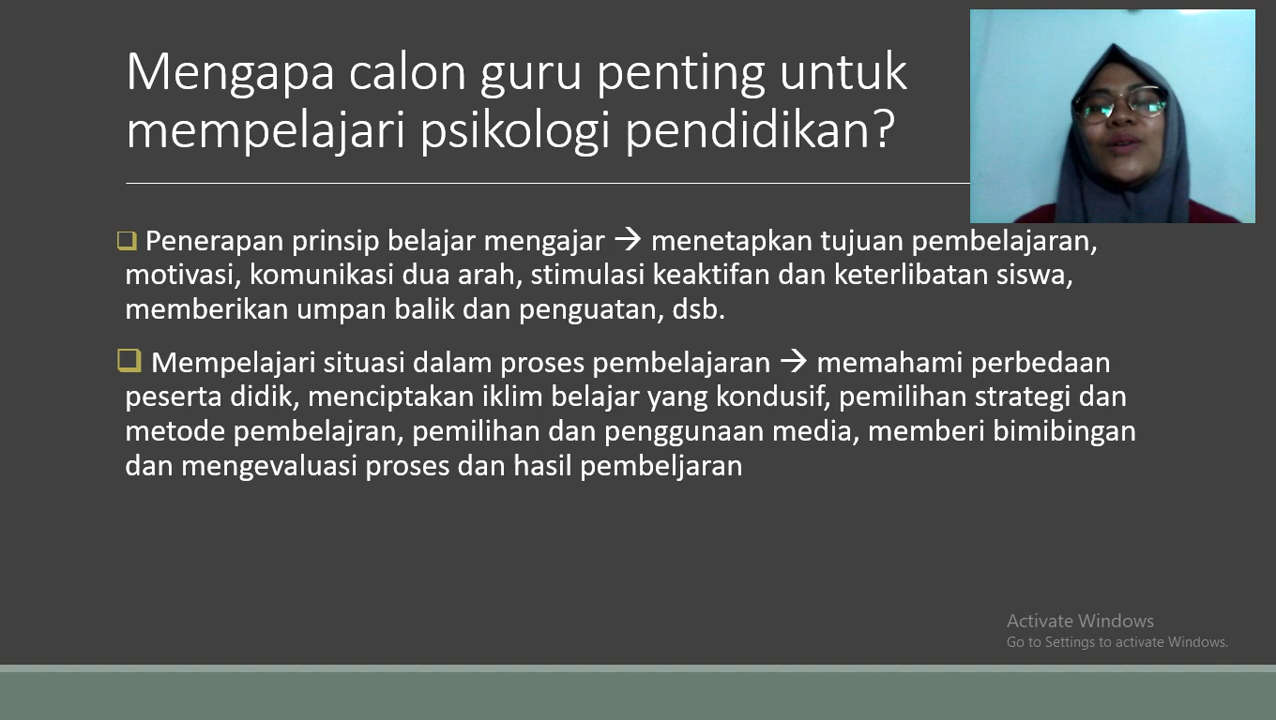 Mengapa calon guru penting untuk
mempelajari psikologi pendidikan?
❑ Penerapan prinsip belajar mengajar → menetapkan tujuan pembelajaran,
motivasi, komunikasi dua arah, stimulasi keaktifan dan keterlibatan siswa,
memberikan umpan balik dan penguatan, dsb.
❑ Mempelajari situasi dalam proses pembelajaran → memahami perbedaan
peserta didik, menciptakan iklim belajar yang kondusif, pemilihan strategi dan
metode pembelajran, pemilihan dan penggunaan media, memberi bimibingan
dan mengevaluasi proses dan hasil pembeljaran
Activate Windows
Go to Settings to activate Windows.